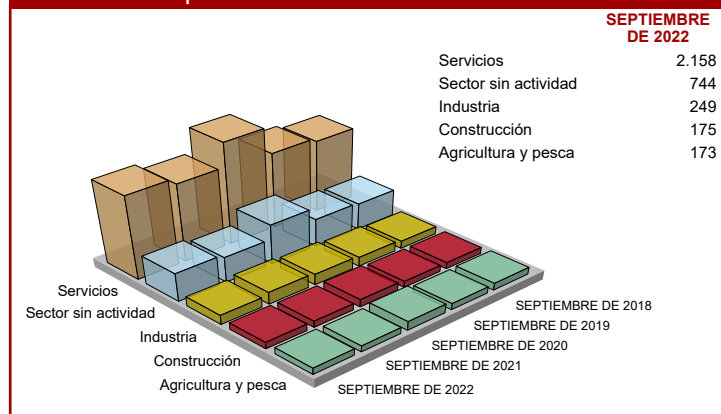 SEPTIEMBRE
DE 2022
Servicios 2.158
Sector sin actividad 744
Industria 249
Construcción 175
Agricultura y pesca 173
Servicios
Sector sin actividad
Industria
Construcción
Agricultura y pesca
SEPTIEMBRE DE 2018
SEPTIEMBRE DE 2019
SEPTIEMBRE DE 2020
SEPTIEMBRE DE 2021
SEPTIEMBRE DE 2022